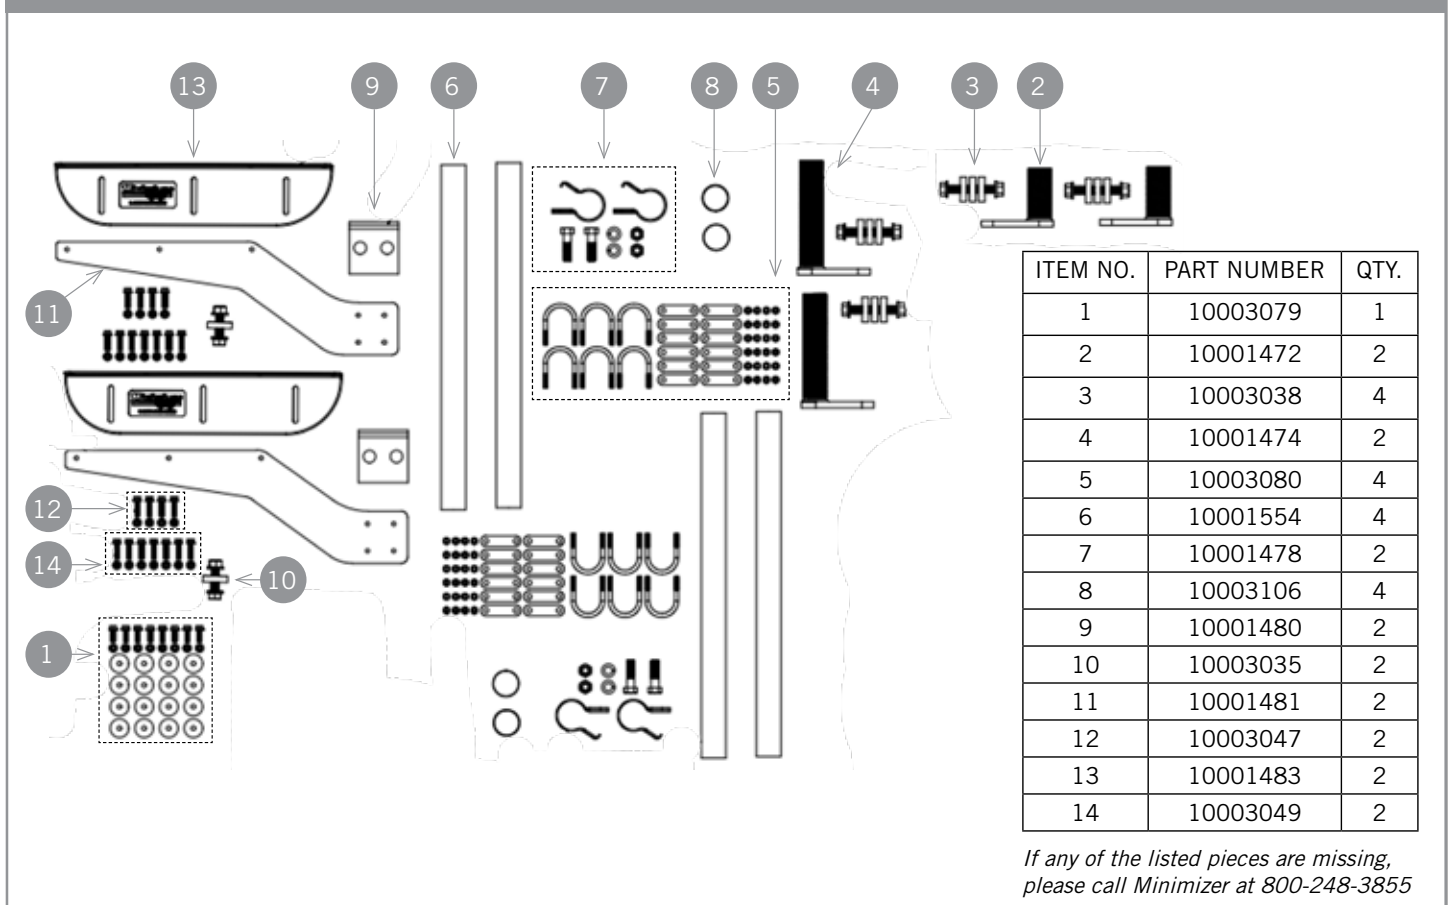 13
9
6
7
8
5
4
3
2
11
12
14
10
1
ITEM NO. PART NUMBER QTY.
1 10003079 1
2 10001472 2
3 10003038 4
4 10001474 2
5 10003080 4
6 10001554 4
7 10001478 2
8 10003106 4
9 10001480 2
10 10003035 2
11 10001481 2
12 10003047 2
13 10001483 2
14 10003049 2
If any of the listed pieces are missing,
please call Minimizer at 800-248-3855